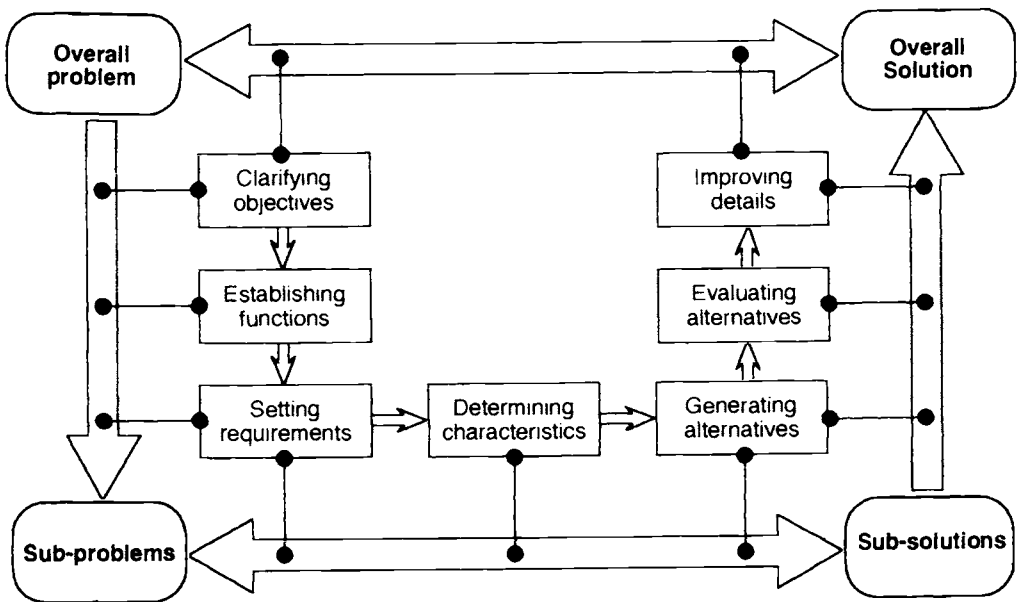 Overall
problem
Overall
Solution
Clarifying
objectives
Improving
details
Establishing
functions
Evaluating
alternatives
Setting
requirements
Determining
characteristics
Generating
alternatives
Sub-problems
Sub-solutions